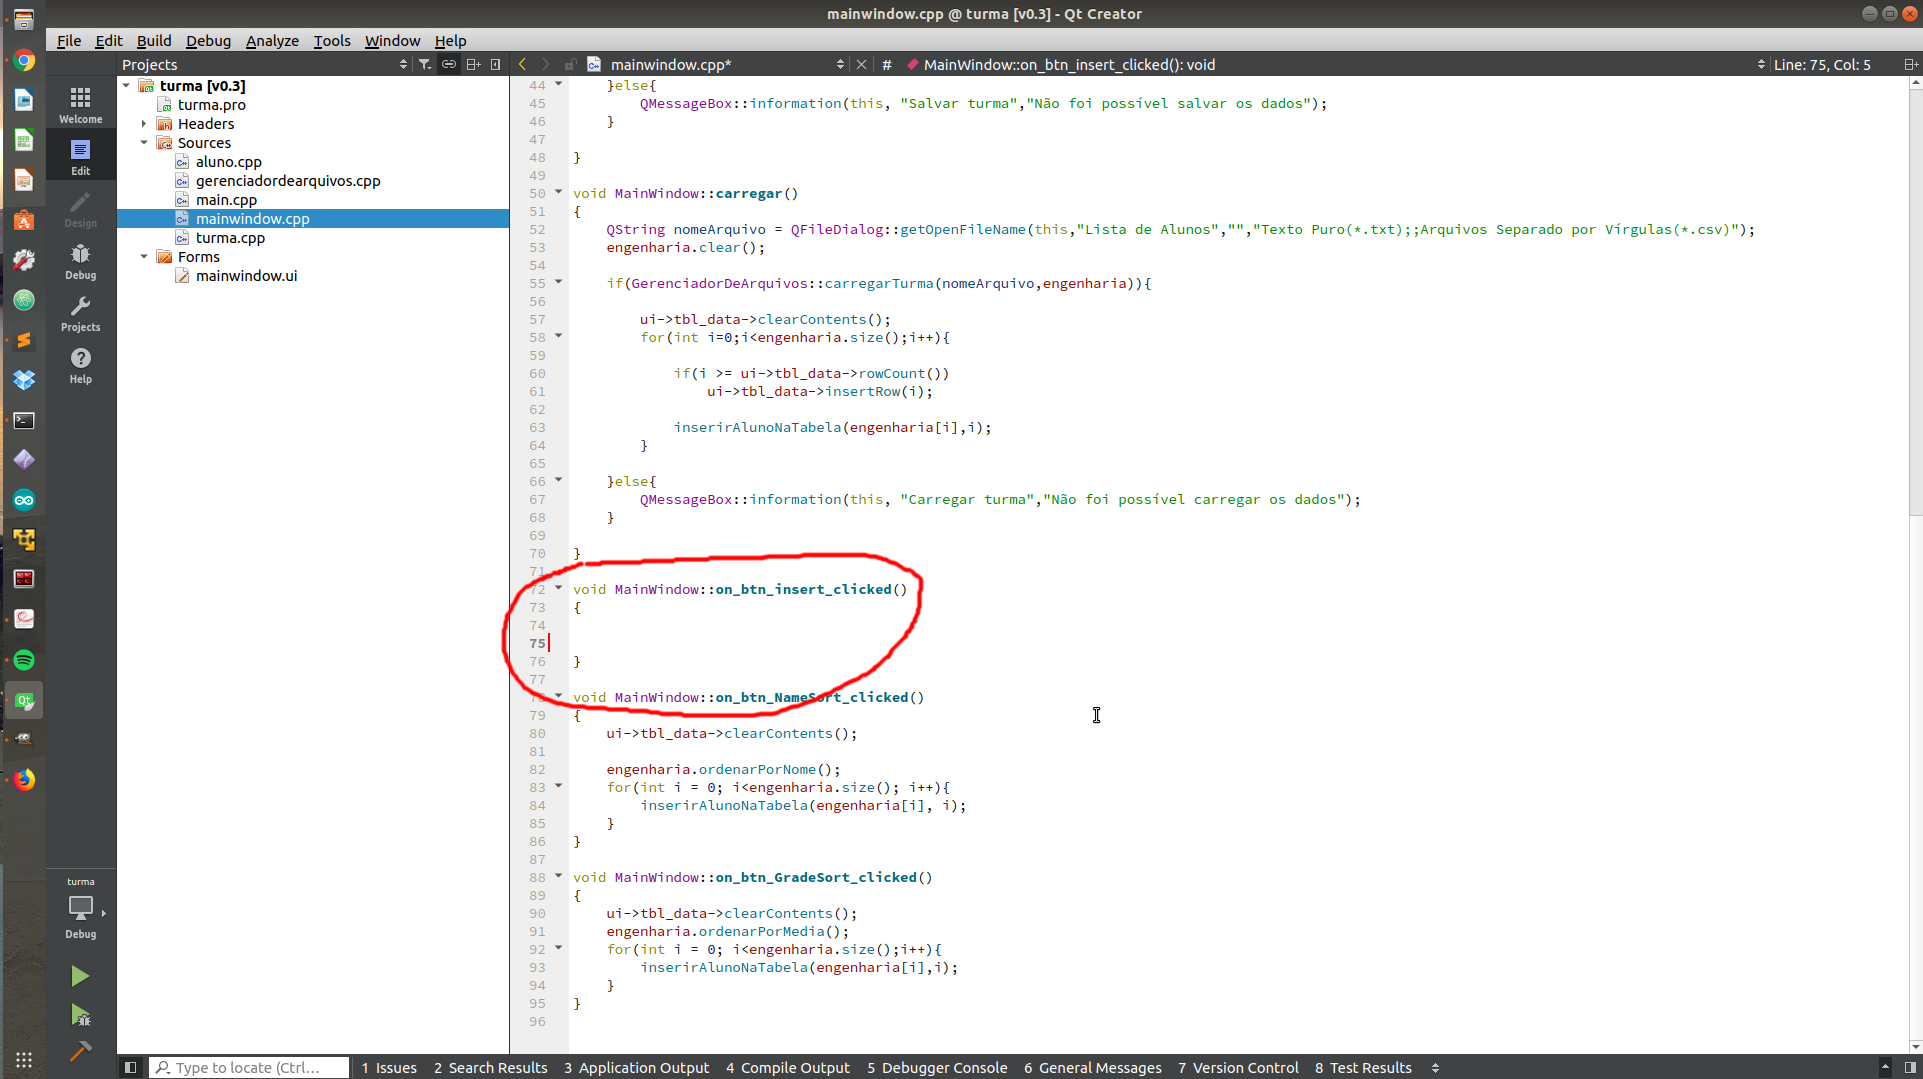 mainwindow.cpp @ turma [v0.3] - Qt Creator
File Edit Build Debug Analyze Tools Window Help
Projects
mainwindow.cpp*
# MainWindow::on_btn_insert_clicked(): void
Line: 75, Col: 5
Welcome
Edit
Design
Debug
Projects
Help
turma
Debug
turma [v0.3]
turma.pro
Headers
Sources
aluno.cpp
gerenciadordearquivos.cpp
main.cpp
mainwindow.cpp
turma.cpp
Forms
mainwindow.ui
44 }else{
45 QMessageBox::information(this, "Salvar turma","Não foi possível salvar os dados");
46 }
47
48 }
49
50 void MainWindow::carregar()
51 {
52 QString nomeArquivo = QFileDialog::getOpenFileName(this,"Lista de Alunos","","Texto Puro(*.txt);;Arquivos Separado por Vírgulas(*.csv)");
53 engenharia.clear();
54
55 if(GerenciadorDeArquivos::carregarTurma(nomeArquivo,engenharia)){
56
57 ui->tbl_data->clearContents();
58 for(int i=0;i<engenharia.size();i++){
59
60 if(i >= ui->tbl_data->rowCount())
61 ui->tbl_data->insertRow(i);
62
63 inserirAlunoNaTabela(engenharia[i],i);
64 }
65
66 }else{
67 QMessageBox::information(this, "Carregar turma","Não foi possível carregar os dados");
68 }
69
70 }
71
72 void MainWindow::on_btn_insert_clicked()
73 {
74
75
76 }
77
78 void MainWindow::on_btn_NameSort_clicked()
79 {
80 ui->tbl_data->clearContents();
81
82 engenharia.ordenarPorNome();
83 for(int i = 0; i<engenharia.size(); i++){
84 inserirAlunoNaTabela(engenharia[i], i);
85 }
86 }
87
88 void MainWindow::on_btn_GradeSort_clicked()
89 {
90 ui->tbl_data->clearContents();
91 engenharia.ordenarPorMedia();
92 for(int i = 0; i<engenharia.size();i++){
93 inserirAlunoNaTabela(engenharia[i],i);
94 }
95 }
96
Type to locate (Ctrl...
1 Issues 2 Search Results 3 Application Output 4 Compile Output 5 Debugger Console 6 General Messages 7 Version Control 8 Test Results